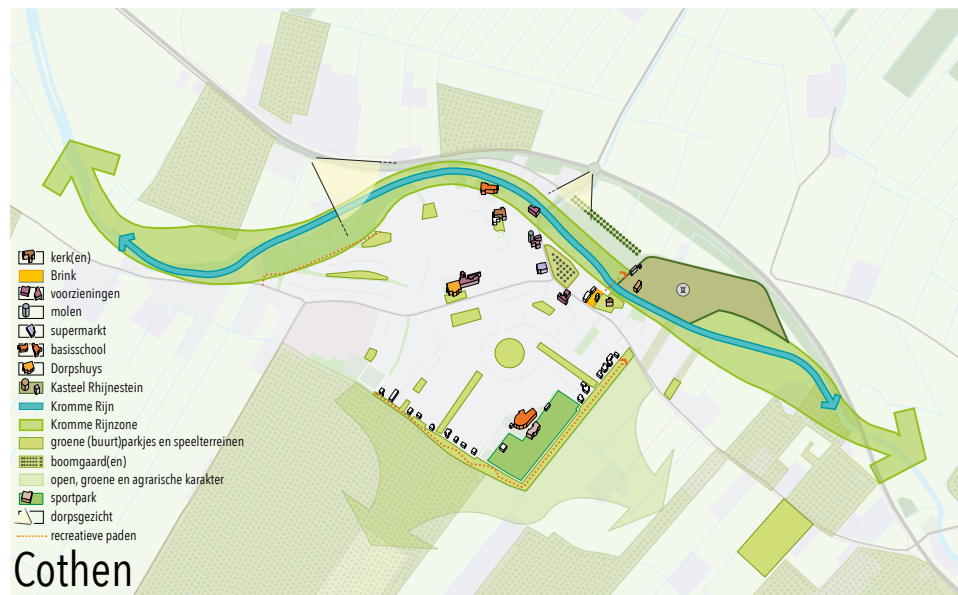 kerk(en)
Brink
voorzieningen
molen
supermarkt
basisschool
Dorpshuys
Kasteel Rhijnestein
Kromme Rijn
Kromme Rijnzone
groene (buurt)parkjes en speelterreinen
boomgaard(en)
open, groene en agrarische karakter
sportpark
dorpsgezicht
recreatieve paden
Cothen